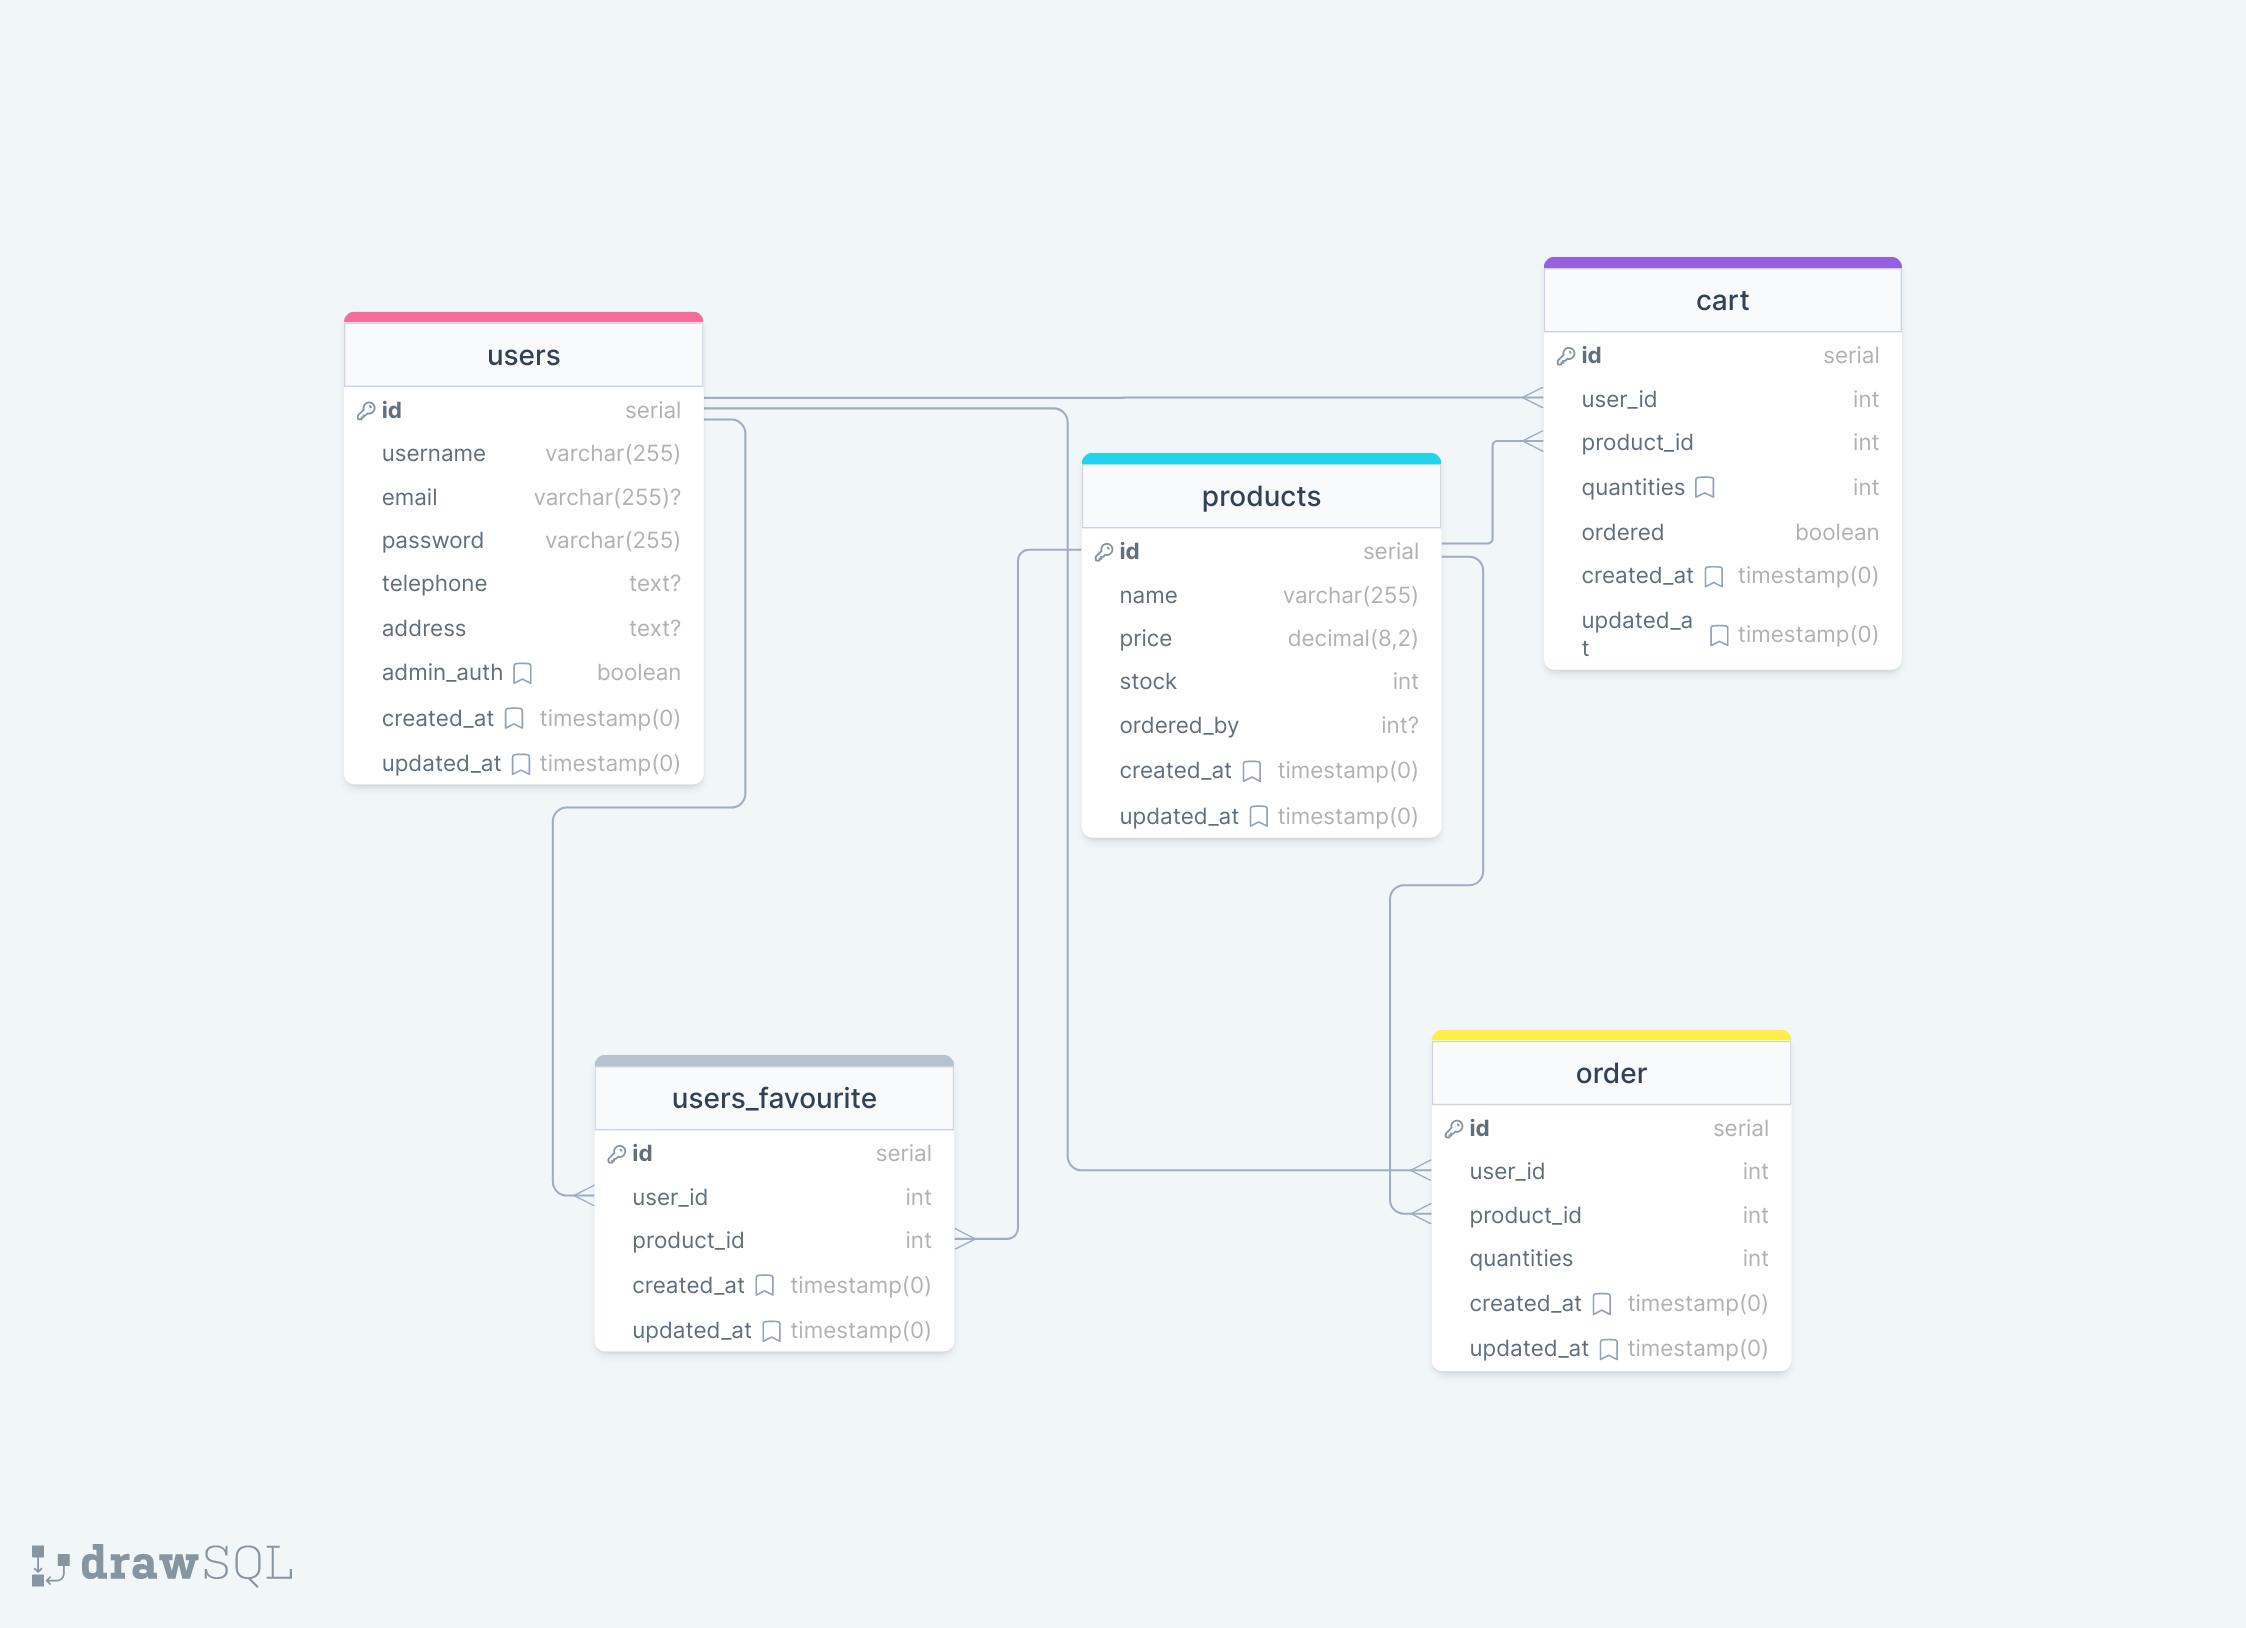 users
id serial
username varchar(255)
email varchar(255)?
password varchar(255)
telephone text?
address text?
admin_auth boolean
created_at timestamp(0)
updated_at timestamp(0)
cart
id serial
user_id int
product_id int
quantities int
ordered boolean
created_at timestamp(0)
updated_a timestamp(0)
t
products
id serial
name varchar(255)
price decimal(8,2)
stock int
ordered_by int?
created_at timestamp(0)
updated_at timestamp(0)
users_favourite
id serial
user_id int
product_id int
created_at timestamp(0)
updated_at timestamp(0)
order
id serial
user_id int
product_id int
quantities int
created_at timestamp(0)
updated_at timestamp(0)
drawSQL